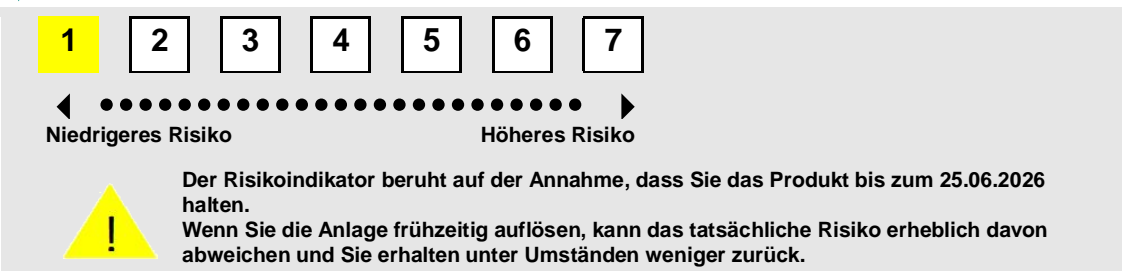 1 2 3 4 5 6 7
Niedrigeres Risiko Höheres Risiko
Der Risikoindikator beruht auf der Annahme, dass Sie das Produkt bis zum 25.06.2026
halten.
Wenn Sie die Anlage frühzeitig auflösen, kann das tatsächliche Risiko erheblich davon
! abweichen und Sie erhalten unter Umständen weniger zurück.